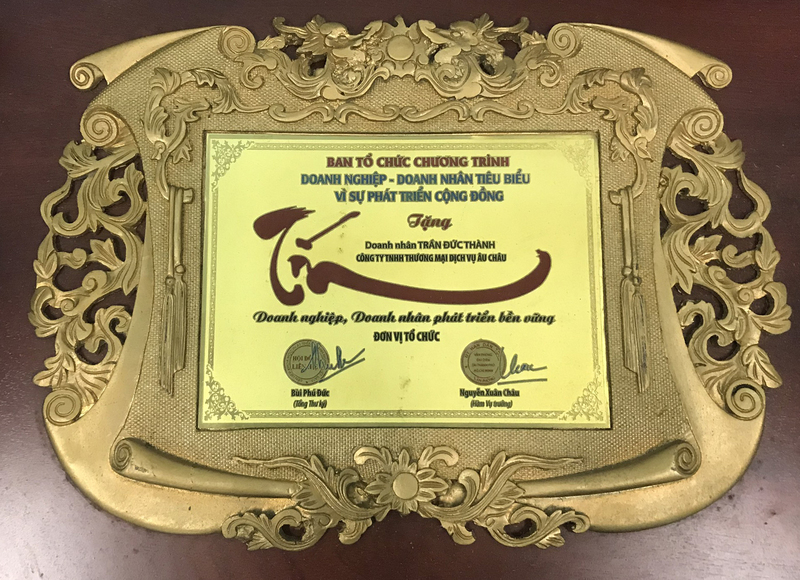 BAN TỔ CHỨC CHƯƠNG TRÌNH
DOANH NGHIỆP - DOANH NHÂN TIÊU BIỂU
VÌ SỰ PHÁT TRIỂN CỘNG ĐỒNG
Tặng
Doanh nhân TRẦN ĐỨC THÀNH
CÔNG TY TNHH THƯƠNG MẠI DỊCH VỤ ÂU CHÂU
Tín
Doanh nghiệp, Doanh nhân phát triển bền vững
ĐƠN VỊ TỔ CHỨC
Bùi Phú Đức
(Tổng Thư ký)
Nguyễn Xuân Châu
(Hàm Vụ trưởng)